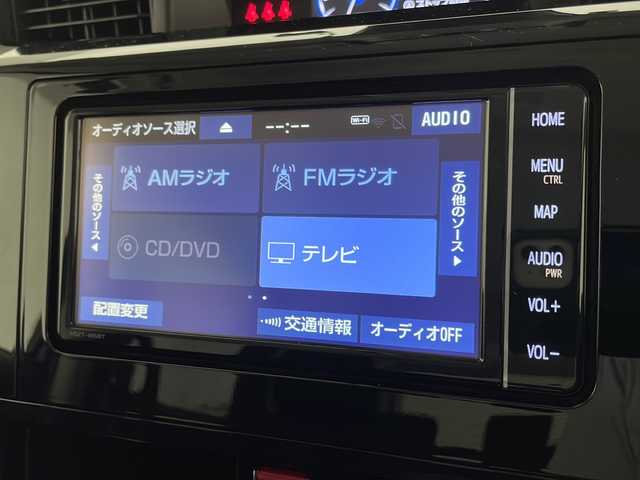 オーディオソース選択
--:--
Wi-Fi
AUDIO
HOME
その他のソース
AMラジオ
FMラジオ
その他のソース
MENU
CTRL
MAP
CD/DVD
テレビ
AUDIO
PWR
配置変更
交通情報
オーディオOFF
VOL+
VOL−